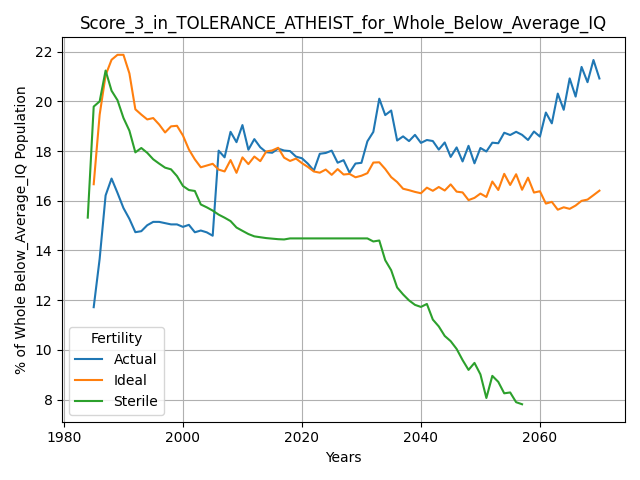 Score_3_in_TOLERANCE_ATHEIST_for_Whole_Below_Average_IQ
% of Whole Below_Average_IQ Population
22
20
18
16
14
12
10
8
Fertility
Actual
Ideal
Sterile
1980
2000
2020
2040
2060
Years